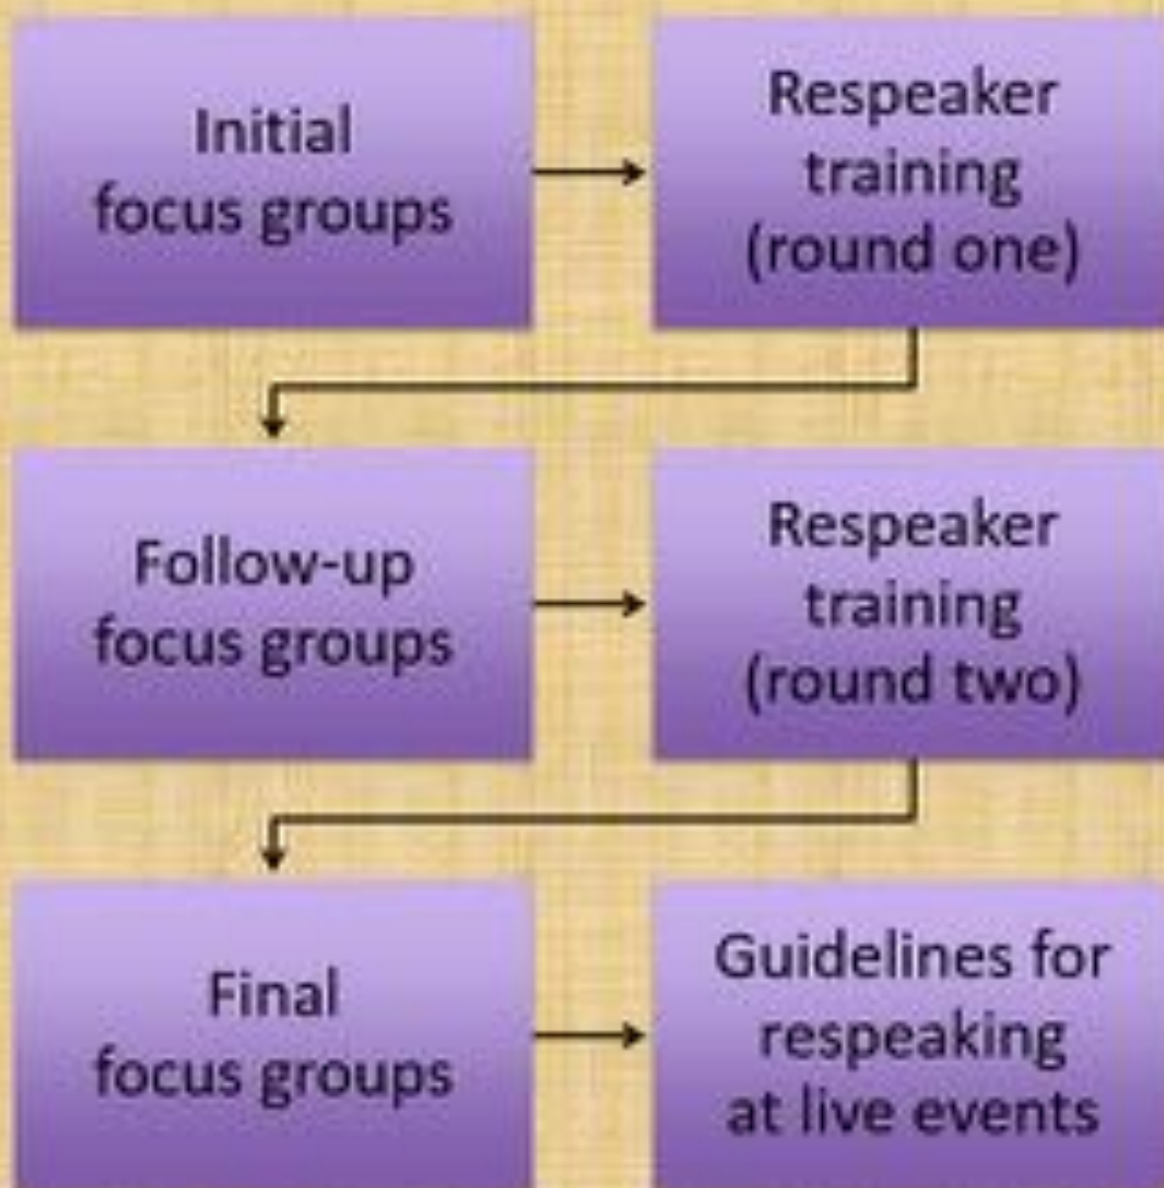 Initial
focus groups
Respeaker
training
(round one)
Follow-up
focus groups
Respeaker
training
(round two)
Final
focus groups
Guidelines for
respeaking
at live events